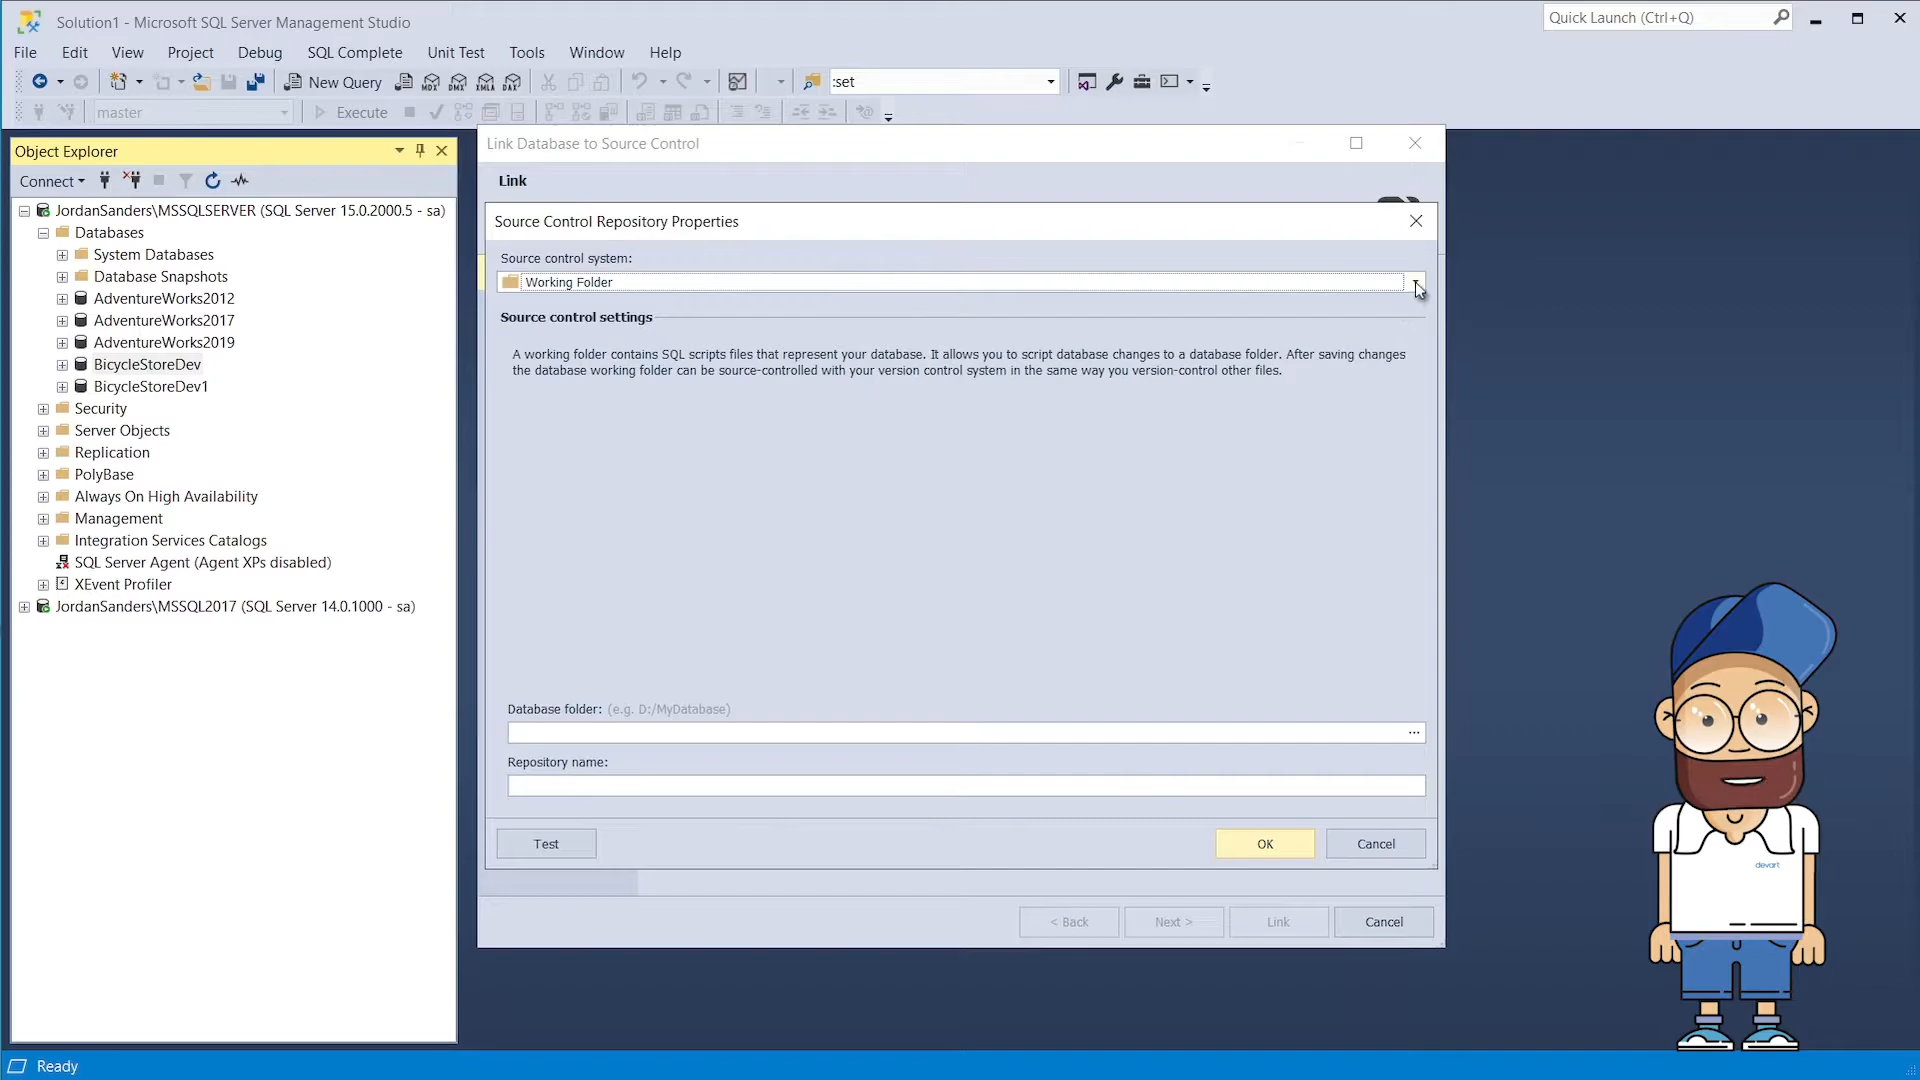 Solution1 - Microsoft SQL Server Management Studio
Quick Launch (Ctrl+Q)
File Edit View Project Debug SQL Complete Unit Test Tools Window Help
New Query MDX DMX XMLA DAX :set
master Execute
Object Explorer
Connect
JordanSanders\MSSQLSERVER (SQL Server 15.0.2000.5 - sa)
Databases
System Databases
Database Snapshots
AdventureWorks2012
AdventureWorks2017
AdventureWorks2019
BicycleStoreDev
BicycleStoreDev1
Security
Server Objects
Replication
PolyBase
Always On High Availability
Management
Integration Services Catalogs
SQL Server Agent (Agent XPs disabled)
XEvent Profiler
JordanSanders\MSSQL2017 (SQL Server 14.0.1000 - sa)
Link Database to Source Control
Link
Source Control Repository Properties
Source control system:
Working Folder
Source control settings
A working folder contains SQL scripts files that represent your database. It allows you to script database changes to a database folder. After saving changes
the database working folder can be source-controlled with your version control system in the same way you version-control other files.
Database folder: (e.g. D:/MyDatabase)
...
Repository name:
Test OK Cancel
< Back Next > Link Cancel
devart
Ready